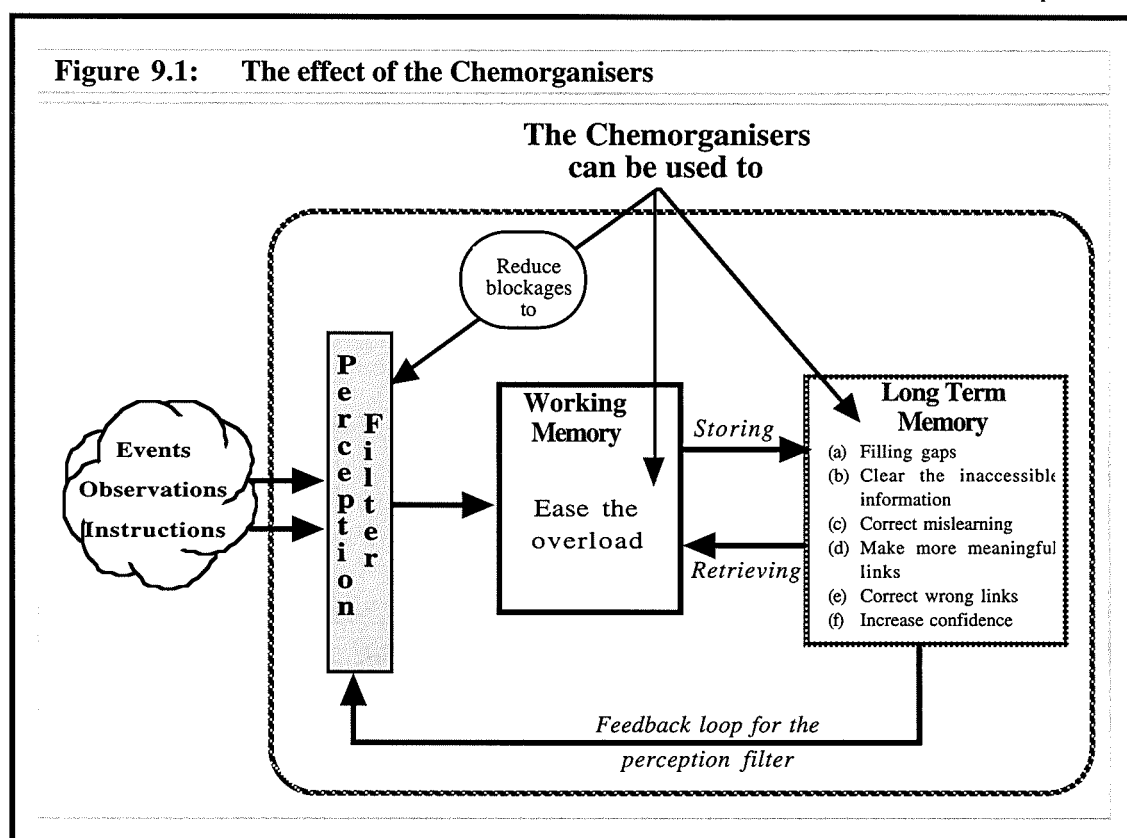 Figure 9.1: The effect of the Chemorganisers
The Chemorganisers
can be used to
Reduce
blockages
to
Perception
Filter
Events
Observations
Instructions
Working
Memory
Ease the
overload
Storing
Retrieving
Long Term
Memory
(a) Filling gaps
(b) Clear the inaccessible
information
(c) Correct mislearning
(d) Make more meaningful
links
(e) Correct wrong links
(f) Increase confidence
Feedback loop for the
perception filter